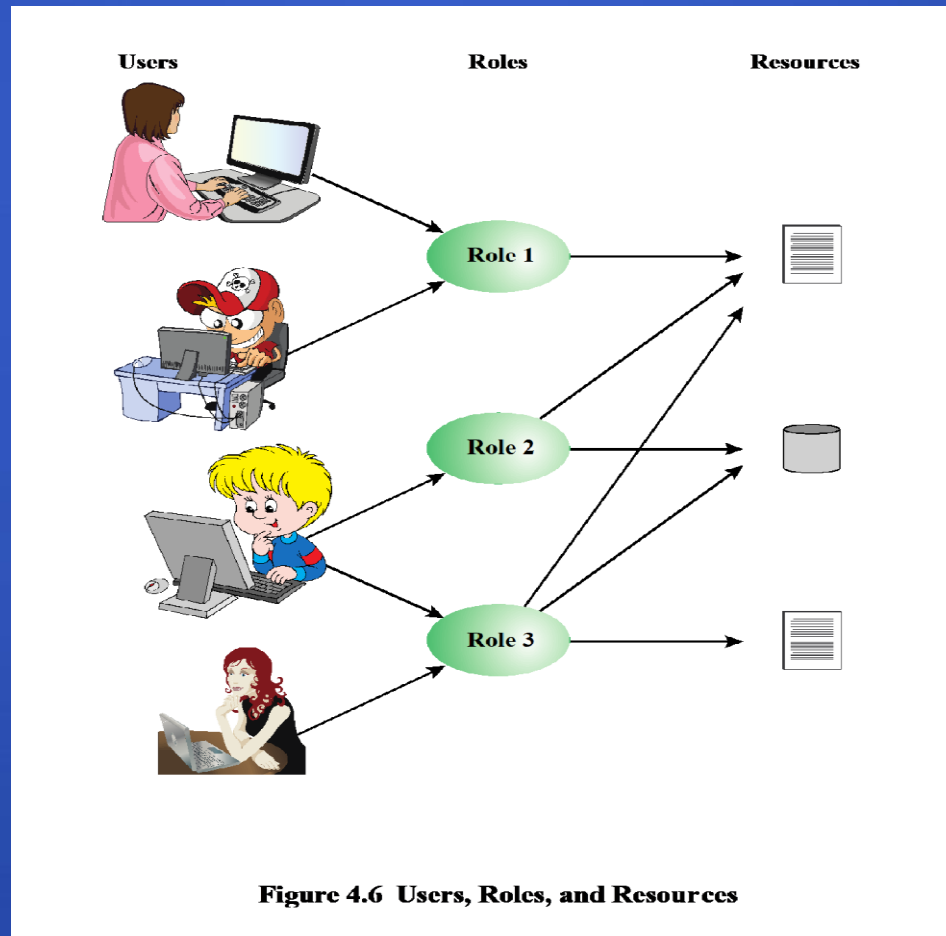 Users Roles Resources
Role 1
Role 2
Role 3
Figure 4.6 Users, Roles, and Resources